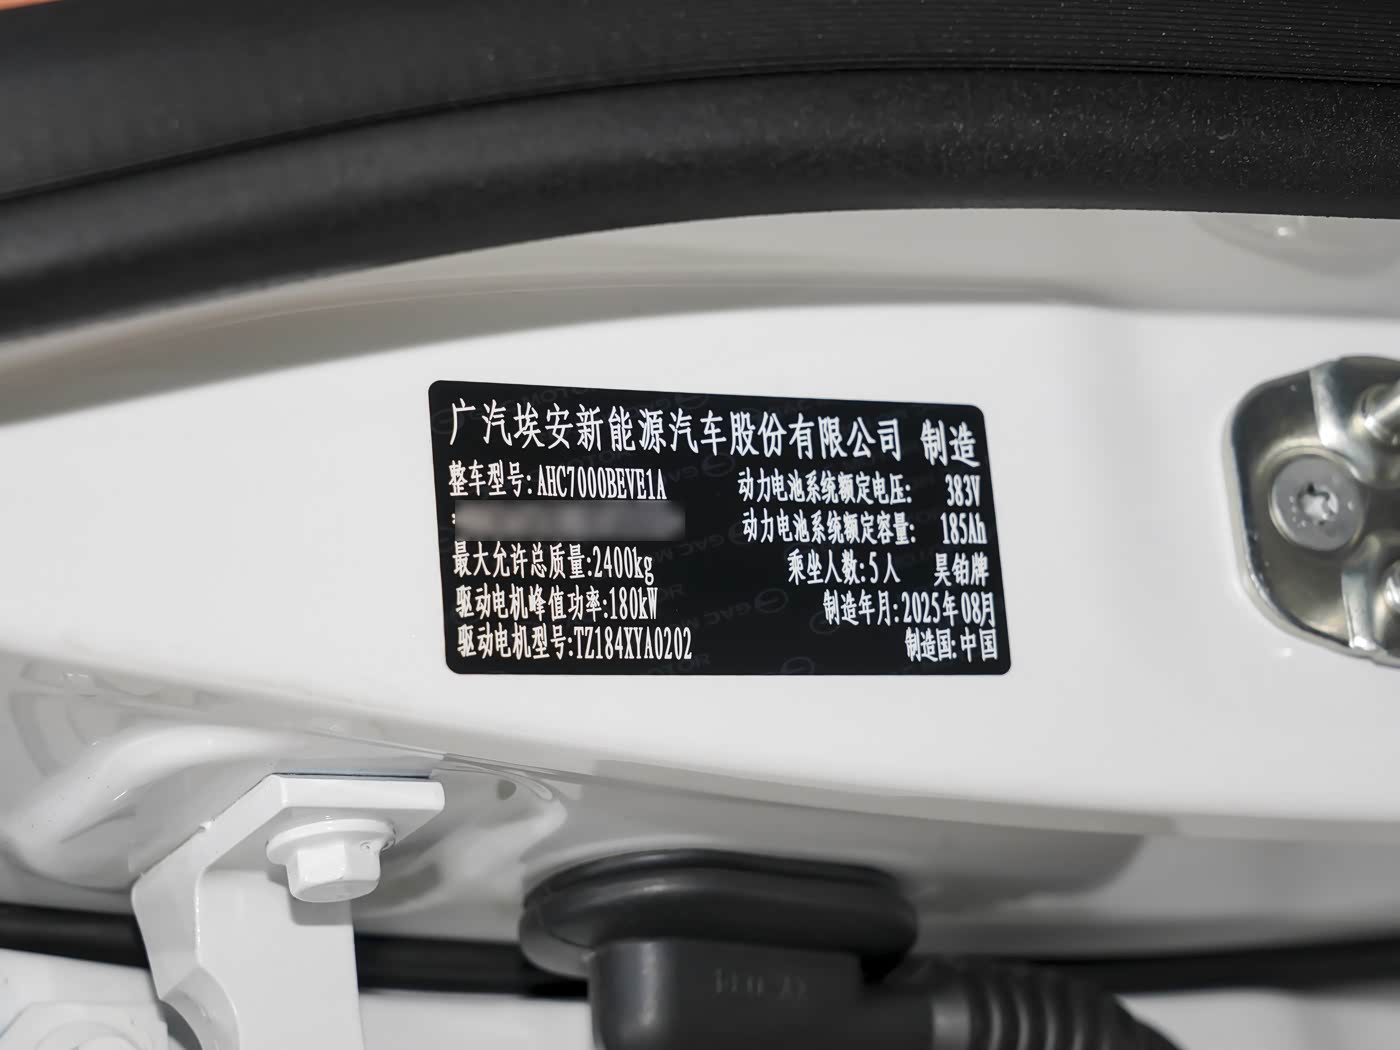 广汽埃安新能源汽车股份有限公司 制造
整车型号:AHC7000BEVE1A
动力电池系统额定电压: 383V
动力电池系统额定容量: 185Ah
最大允许总质量:2400kg
乘坐人数:5人 昊铂牌
驱动电机峰值功率:180kW
制造年月:2025年08月
驱动电机型号:TZ184XYA0202
制造国:中国